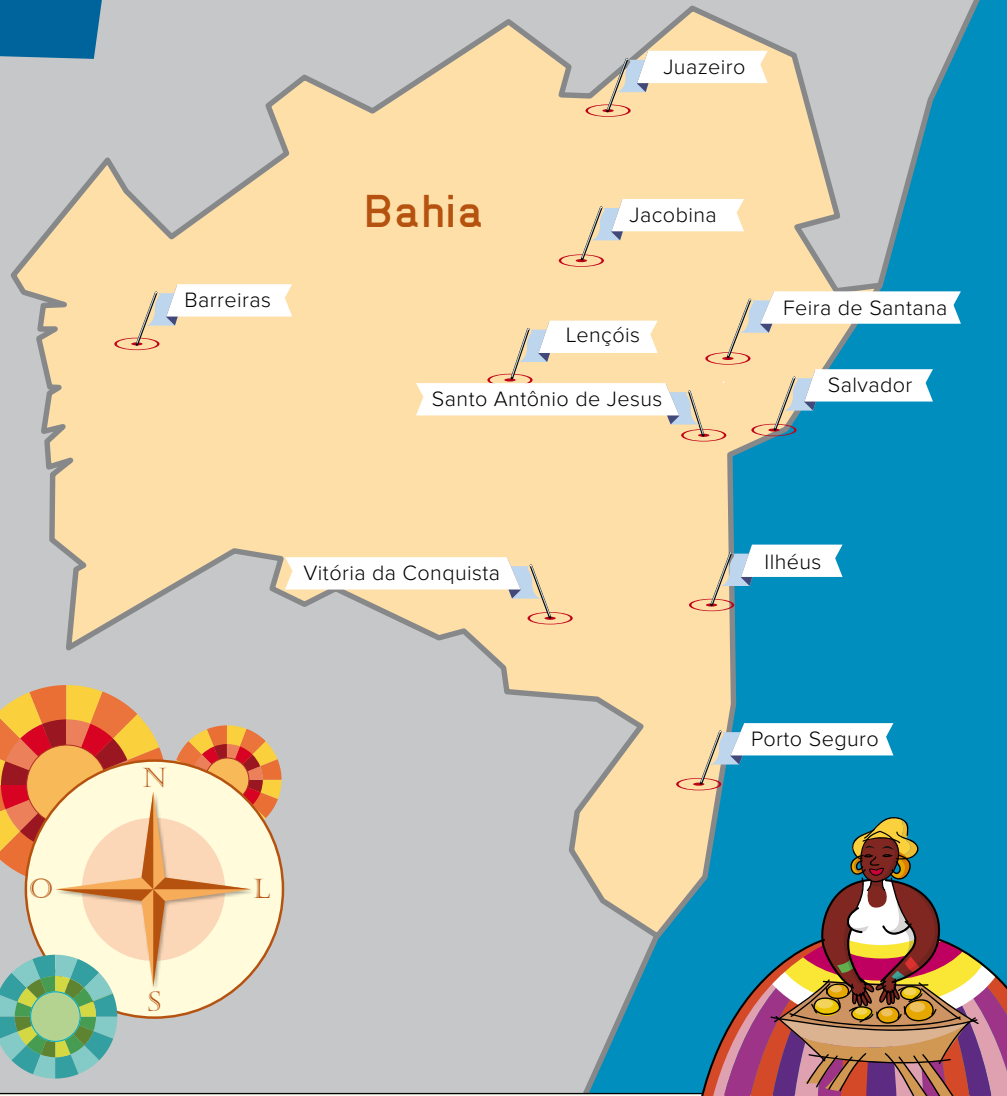 Juazeiro
Bahia
Jacobina
Barreiras
Feira de Santana
Lençóis
Salvador
Santo Antônio de Jesus
Ilhéus
Vitória da Conquista
Porto Seguro
N
O
L
S